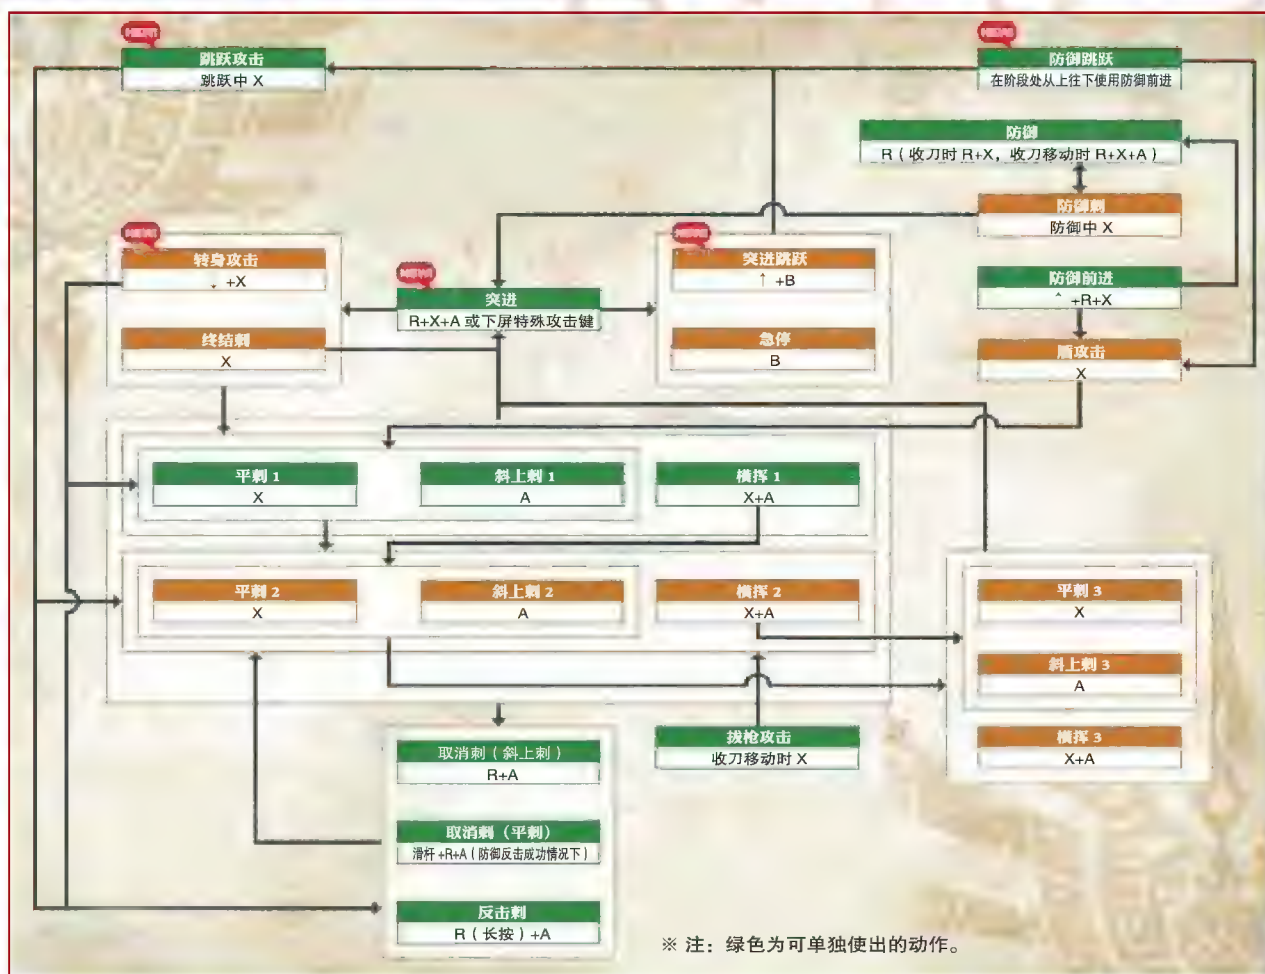 NEW!
跳跃攻击
跳跃中 X
NEW!
防御跳跃
在阶段处从上往下使用防御前进
防御
R（收刀时 R+X，收刀移动时 R+X+A）
防御刺
防御中 X
防御前进
↑ +R+X
盾攻击
X
NEW!
转身攻击
↓ +X
终结刺
X
NEW!
突进
R+X+A 或下屏特殊攻击键
NEW!
突进跳跃
↑ +B
急停
B
平刺 1
X
斜上刺 1
A
横挥 1
X+A
平刺 2
X
斜上刺 2
A
横挥 2
X+A
平刺 3
X
斜上刺 3
A
横挥 3
X+A
取消刺（斜上刺）
R+A
取消刺（平刺）
滑杆 +R+A（防御反击成功情况下）
反击刺
R（长按）+A
拔枪攻击
收刀移动时 X
※ 注：绿色为可单独使出的动作。